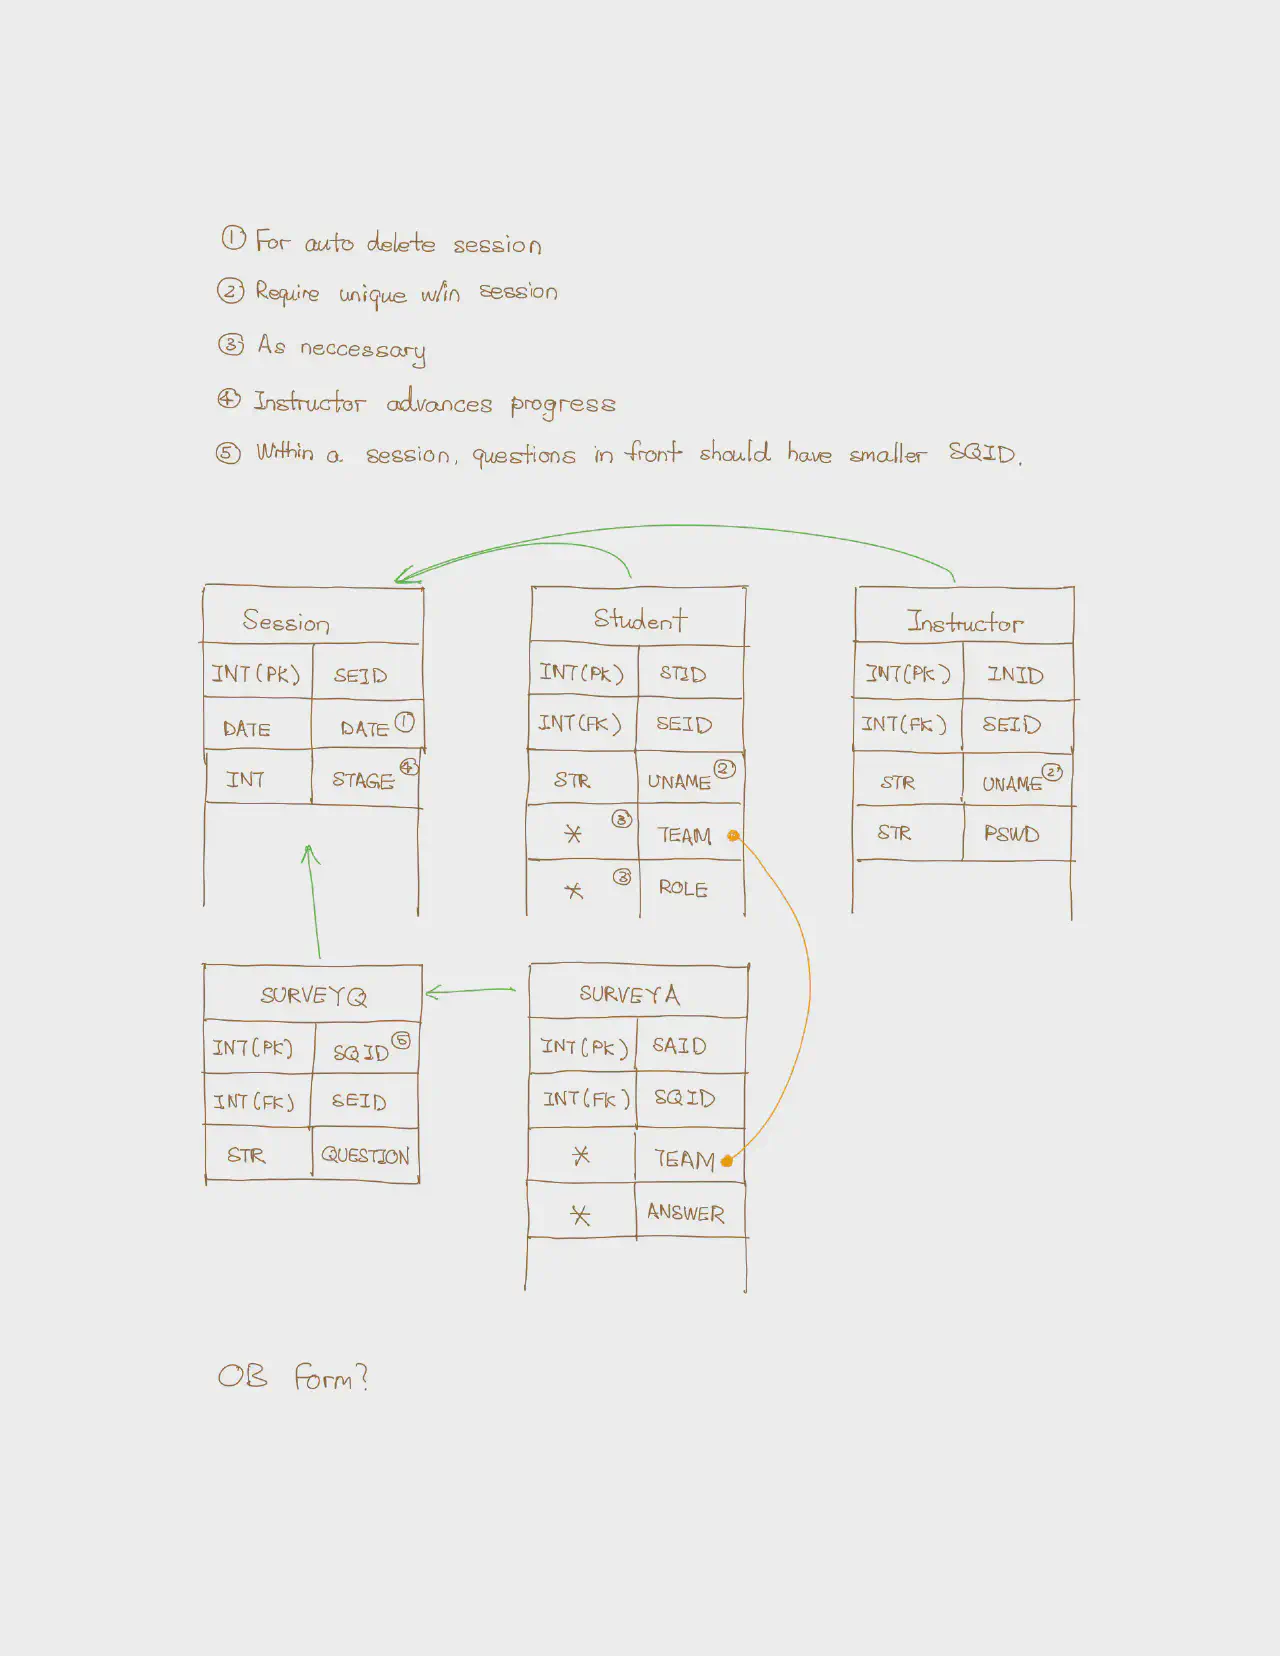 ① For auto delete session
② Require unique w/in session
③ As neccessary
④ Instructor advances progress
⑤ Within a session, questions in front should have smaller SQID.
Session
INT(PK) SEID
DATE DATE ①
INT STAGE ④
Student
INT(PK) STID
INT(FK) SEID
STR UNAME ②
* ③ TEAM
* ③ ROLE
Instructor
INT(PK) INID
INT(FK) SEID
STR UNAME ②
STR PSWD
SURVEYQ
INT(PK) SQID ⑤
INT(FK) SEID
STR QUESTION
SURVEYA
INT(PK) SAID
INT(FK) SQID
* TEAM
* ANSWER
OB Form?